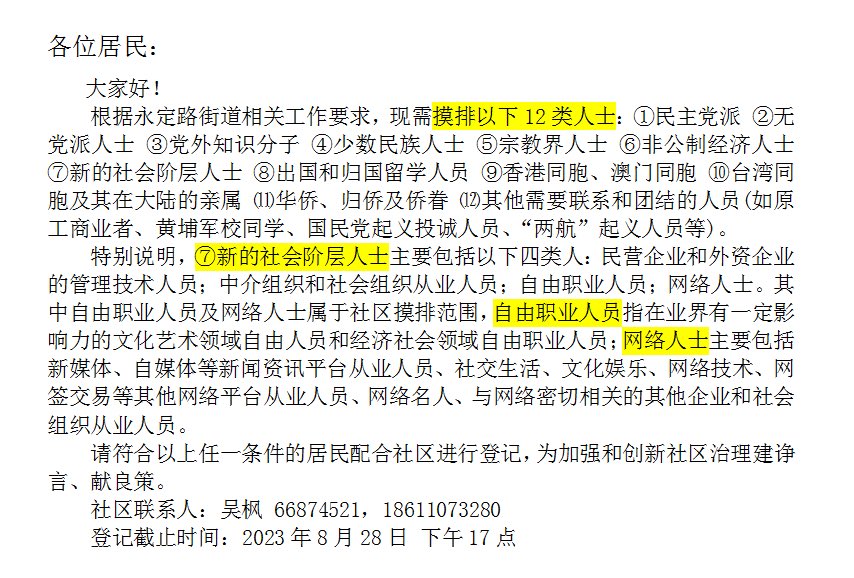 各位居民：
大家好！
根据永定路街道相关工作要求，现需摸排以下12类人士：①民主党派 ②无
党派人士 ③党外知识分子 ④少数民族人士 ⑤宗教界人士 ⑥非公制经济人士
⑦新的社会阶层人士 ⑧出国和归国留学人员 ⑨香港同胞、澳门同胞 ⑩台湾同
胞及其在大陆的亲属 ⑾华侨、归侨及侨眷 ⑿其他需要联系和团结的人员(如原
工商业者、黄埔军校同学、国民党起义投诚人员、“两航”起义人员等)。
特别说明，⑦新的社会阶层人士主要包括以下四类人：民营企业和外资企业
的管理技术人员；中介组织和社会组织从业人员；自由职业人员；网络人士。其
中自由职业人员及网络人士属于社区摸排范围，自由职业人员指在业界有一定影
响力的文化艺术领域自由人员和经济社会领域自由职业人员；网络人士主要包括
新媒体、自媒体等新闻资讯平台从业人员、社交生活、文化娱乐、网络技术、网
签交易等其他网络平台从业人员、网络名人、与网络密切相关的其他企业和社会
组织从业人员。
请符合以上任一条件的居民配合社区进行登记，为加强和创新社区治理建诤
言、献良策。
社区联系人：吴枫 66874521，18611073280
登记截止时间：2023年8月28日 下午17点